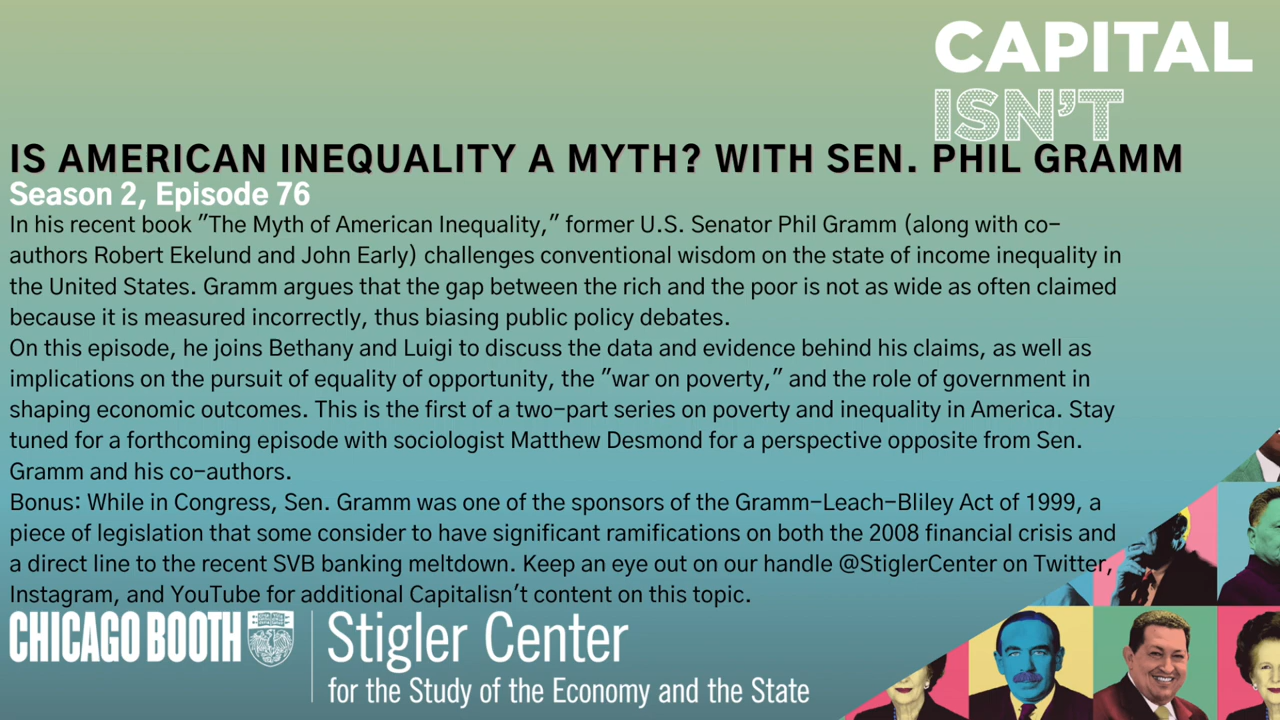 CAPITAL
ISN'T
IS AMERICAN INEQUALITY A MYTH? WITH SEN. PHIL GRAMM
Season 2, Episode 76
In his recent book "The Myth of American Inequality," former U.S. Senator Phil Gramm (along with co-
authors Robert Ekelund and John Early) challenges conventional wisdom on the state of income inequality in
the United States. Gramm argues that the gap between the rich and the poor is not as wide as often claimed
because it is measured incorrectly, thus biasing public policy debates.
On this episode, he joins Bethany and Luigi to discuss the data and evidence behind his claims, as well as
implications on the pursuit of equality of opportunity, the "war on poverty," and the role of government in
shaping economic outcomes. This is the first of a two-part series on poverty and inequality in America. Stay
tuned for a forthcoming episode with sociologist Matthew Desmond for a perspective opposite from Sen.
Gramm and his co-authors.
Bonus: While in Congress, Sen. Gramm was one of the sponsors of the Gramm-Leach-Bliley Act of 1999, a
piece of legislation that some consider to have significant ramifications on both the 2008 financial crisis and
a direct line to the recent SVB banking meltdown. Keep an eye out on our handle @StiglerCenter on Twitter,
Instagram, and YouTube for additional Capitalisn't content on this topic.
CHICAGO BOOTH
Stigler Center
for the Study of the Economy and the State